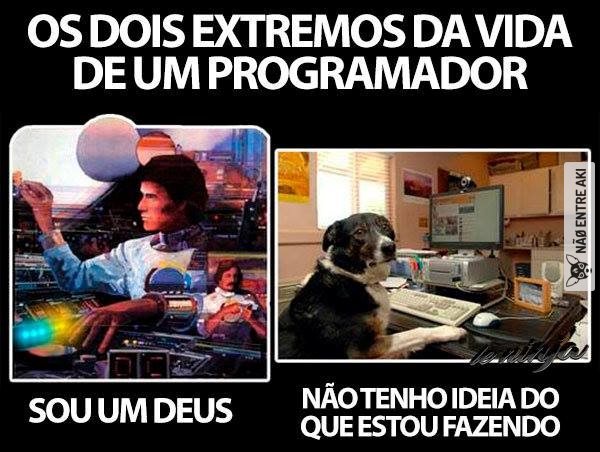 OS DOIS EXTREMOS DA VIDA
DE UM PROGRAMADOR
NÃØ ENTRE AKI
SOU UM DEUS
NÃO TENHO IDEIA DO
QUE ESTOU FAZENDO